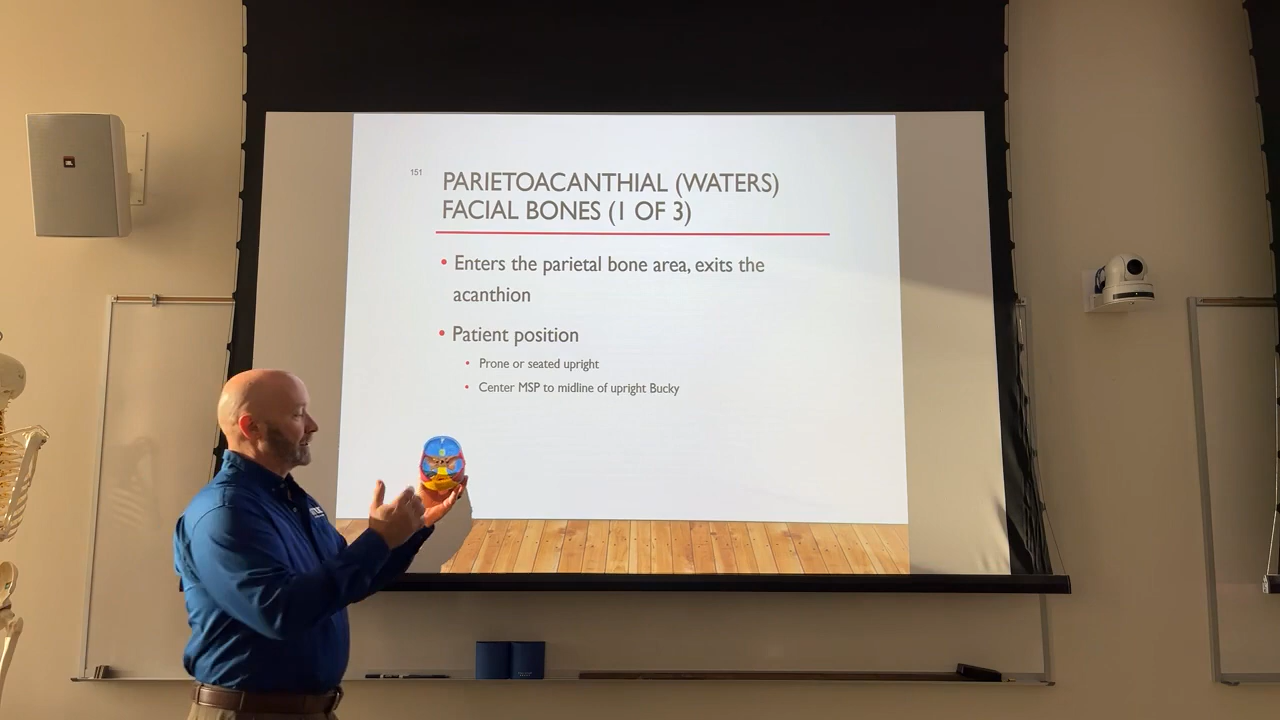 151
PARIETOACANTHIAL (WATERS)
FACIAL BONES (1 OF 3)
• Enters the parietal bone area, exits the
acanthion
• Patient position
• Prone or seated upright
• Center MSP to midline of upright Bucky
JBL